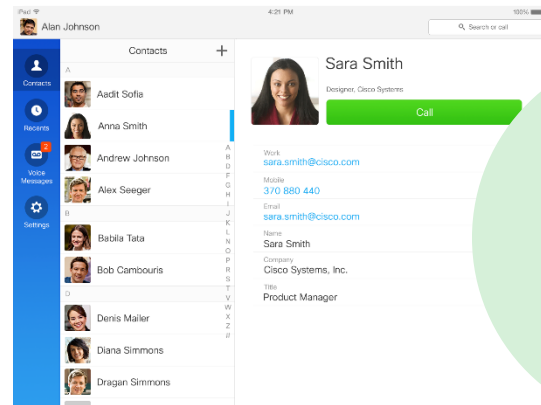 iPad 4:21 PM 100%
Alan Johnson
Search or call
Contacts +
Contacts
Recents
2
Voice
Messages
Settings
A
Aadit Sofia
Anna Smith
Andrew Johnson
Alex Seeger
B
Babila Tata
Bob Cambouris
D
Denis Mailer
Diana Simmons
Dragan Simmons
A
B
D
F
G
H
I
J
K
L
N
O
P
R
S
T
V
W
X
Z
#
Sara Smith
Designer, Cisco Systems
Call
Work
sara.smith@cisco.com
Mobile
370 880 440
Email
sara.smith@cisco.com
Name
Sara Smith
Company
Cisco Systems, Inc.
Title
Product Manager